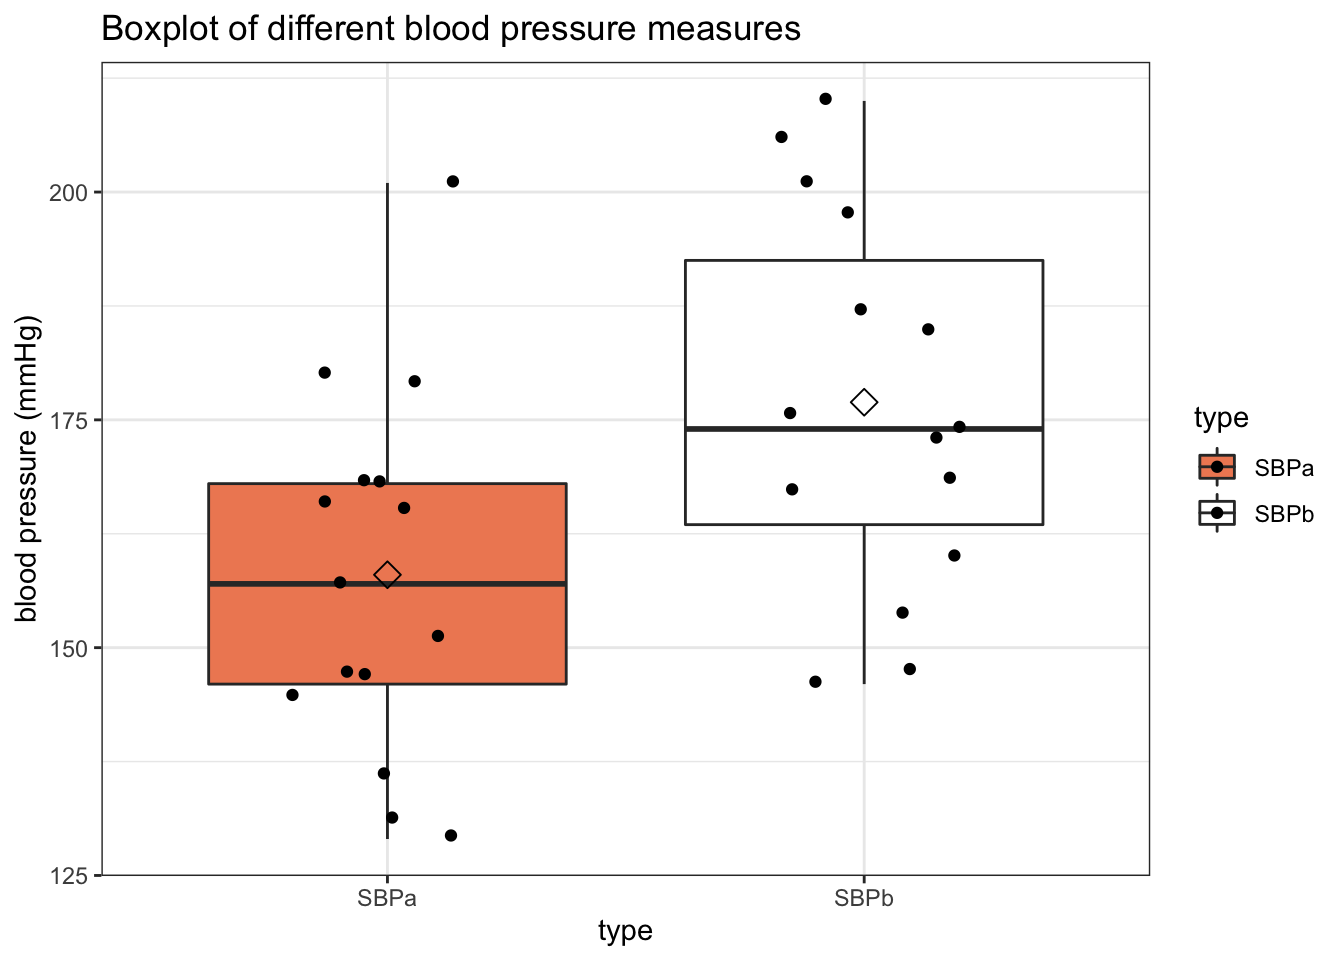 Boxplot of different blood pressure measures
blood pressure (mmHg)
200
175
150
125
SBPa
SBPb
type
type
SBPa
SBPb